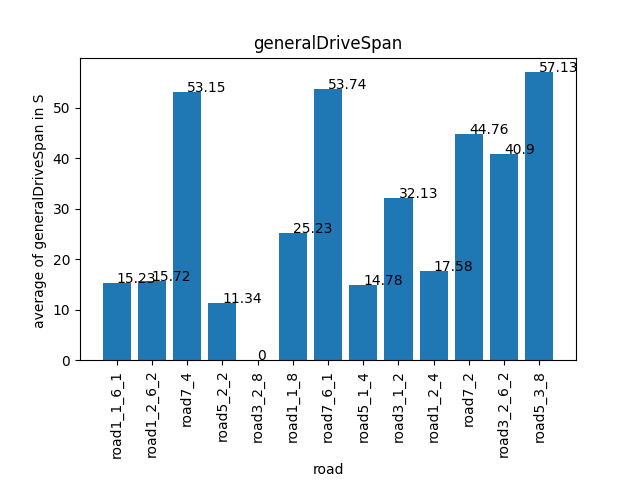 generalDriveSpan
average of generalDriveSpan in S
50
40
30
20
10
0
15.23
15.72
53.15
11.34
0
25.23
53.74
14.78
32.13
17.58
44.76
40.9
57.13
road1_1_6_1
road1_2_6_2
road7_4
road5_2_2
road3_2_8
road1_1_8
road7_6_1
road5_1_4
road3_1_2
road1_2_4
road7_2
road3_2_6_2
road5_3_8
road